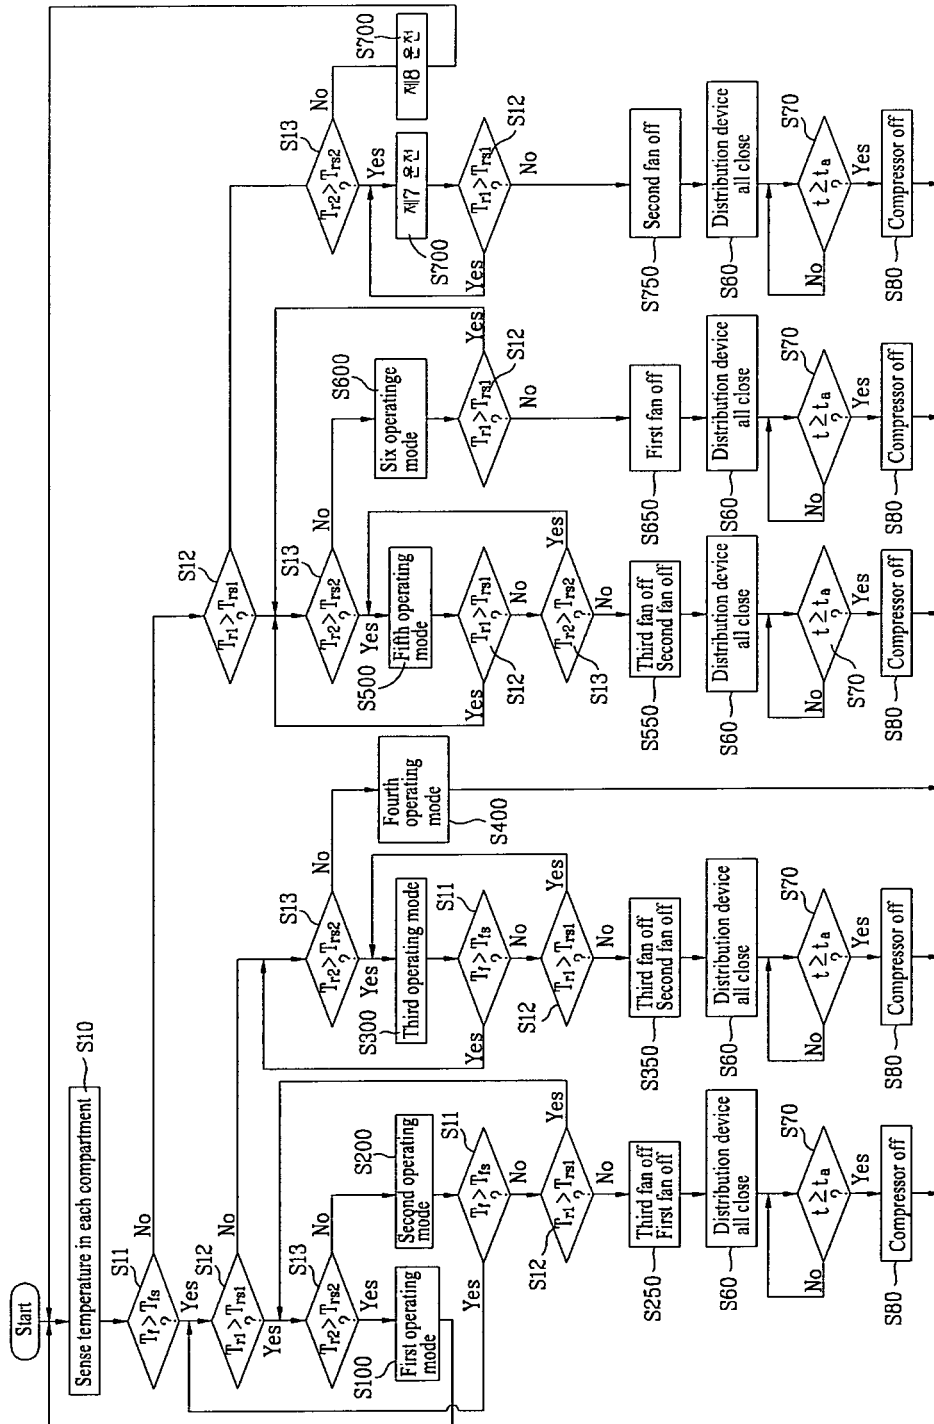 Start
Sense temperature in each compartment
S10
Tf > Tfs
?
S11
No
Yes
Tr1 > Trs1
?
S12
No
Yes
Tr2 > Trs2
?
S13
No
Yes
First operating
mode
S100
Second operating
mode
S200
Tf > Tfs
?
S11
Yes
No
Tr1 > Trs1
?
S12
Yes
No
Third fan off
First fan off
S250
Distribution device
all close
S60
t ≥ ta
?
S70
No
Yes
Compressor off
S80
Tr2 > Trs2
?
S13
No
Yes
Third operating mode
S300
Fourth
operating
mode
S400
Tf > Tfs
?
S11
Yes
No
Tr1 > Trs1
?
S12
Yes
No
Third fan off
Second fan off
S350
Distribution device
all close
S60
t ≥ ta
?
S70
No
Yes
Compressor off
S80
Tr1 > Trs1
?
S12
Tr2 > Trs2
?
S13
No
Yes
Fifth operating
mode
S500
Tr1 > Trs1
?
S12
Yes
No
Tr2 > Trs2
?
S13
Yes
No
Third fan off
Second fan off
S550
Distribution device
all close
S60
t ≥ ta
?
S70
No
Yes
Compressor off
S80
Six operatinge
mode
S600
Tr1 > Trs1
?
S12
Yes
No
First fan off
S650
Distribution device
all close
S60
t ≥ ta
?
S70
No
Yes
Compressor off
S80
Tr2 > Trs2
?
S13
No
Yes
제7 운전
S700
제8 운전
S700
Tr1 > Trs1
?
S12
Yes
No
Second fan off
S750
Distribution device
all close
S60
t ≥ ta
?
S70
No
Yes
Compressor off
S80